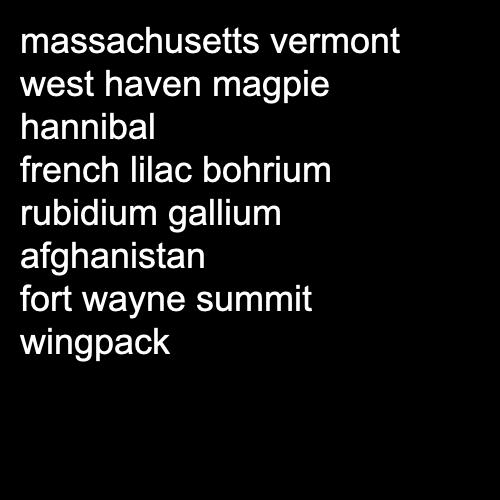 massachusetts vermont
west haven magpie
hannibal
french lilac bohrium
rubidium gallium
afghanistan
fort wayne summit
wingpack